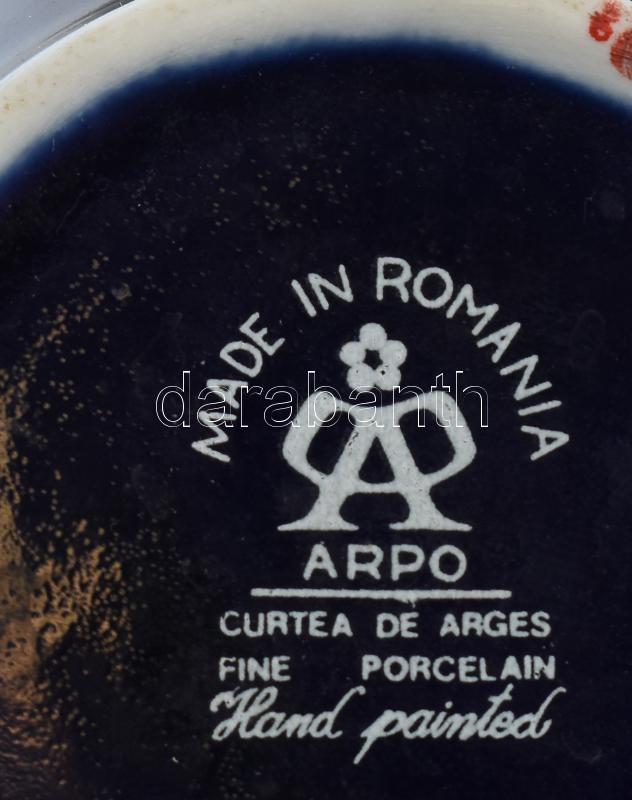 MADE IN ROMANIA
darabanth
ARPO
CURTEA DE ARGES
FINE PORCELAIN
Hand painted